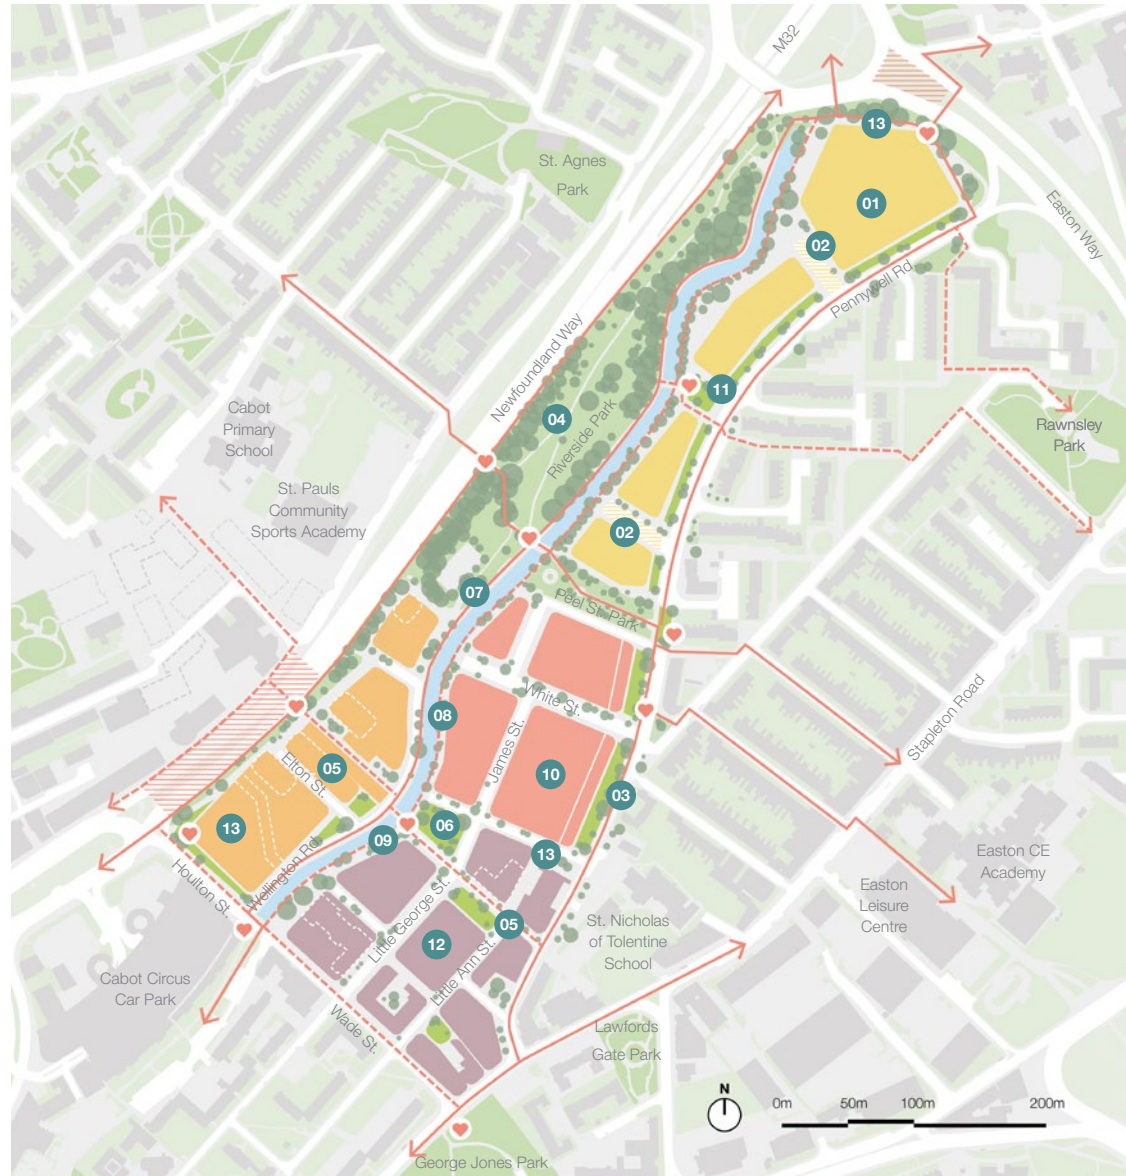 M32
13
St. Agnes
Park
01
Easton Way
02
Pennywell Rd
Newfoundland Way
11
04
Riverside Park
Cabot
Primary
School
Rawnsley
Park
St. Pauls
Community
Sports Academy
02
07
Peel St. Park
White St.
08
James St.
Stapleton Road
05
Elton St.
10
03
13
06
09
Wellington Rd
13
Houlton St.
Easton CE
Academy
Easton
Leisure
Centre
Little George St.
05
St. Nicholas
of Tolentine
School
12
Little Ann St.
Cabot Circus
Car Park
Wade St.
Lawfords
Gate Park
N
0m
50m
100m
200m
George Jones Park